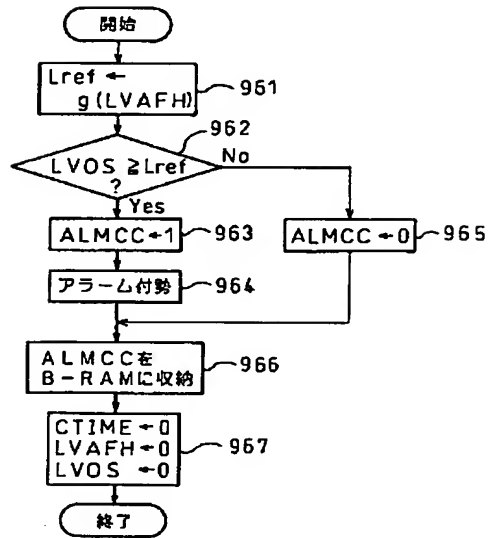 開始
Lref ←
g(LVAFH)
961
962
LVOS ≧Lref
?
No
Yes
ALMCC←1
963
ALMCC←0
965
アラーム付勢
964
ALMCCを
B-RAMに収納
966
CTIME←0
LVAFH←0
LVOS ←0
967
終了